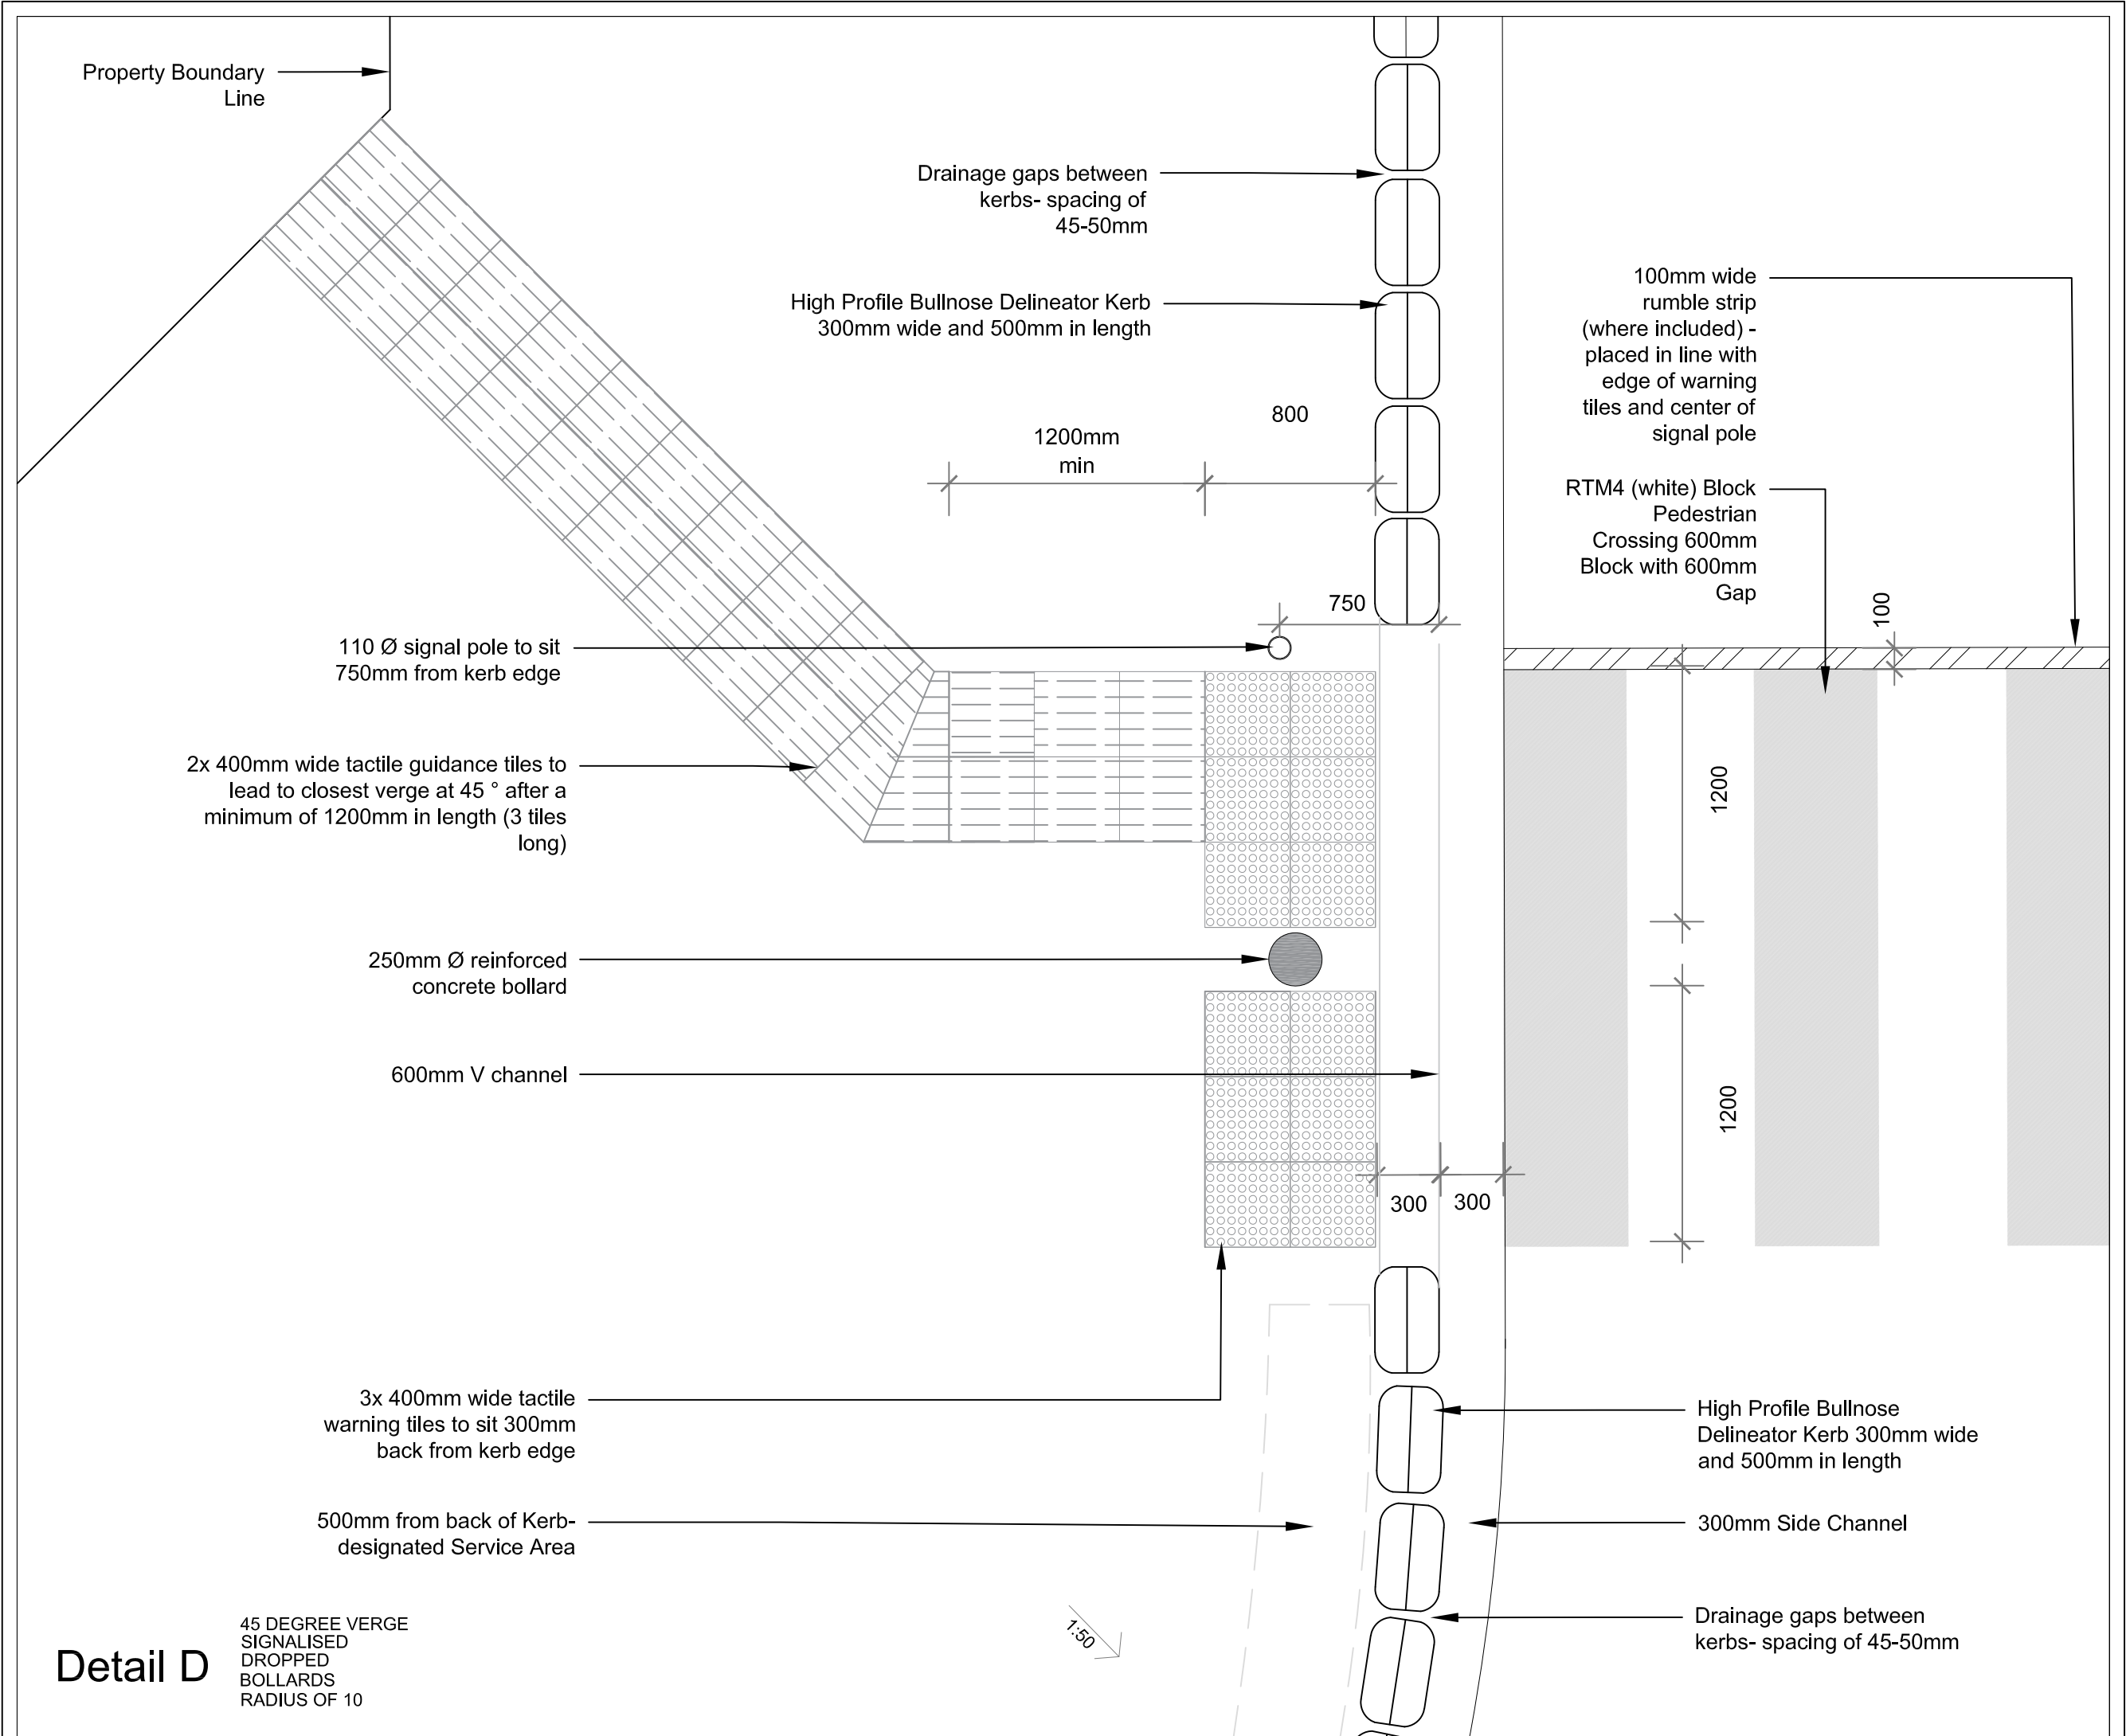 Property Boundary
Line
Drainage gaps between
kerbs- spacing of
45-50mm
High Profile Bullnose Delineator Kerb
300mm wide and 500mm in length
100mm wide
rumble strip
(where included) -
placed in line with
edge of warning
tiles and center of
signal pole
800
1200mm
min
RTM4 (white) Block
Pedestrian
Crossing 600mm
Block with 600mm
Gap
750
100
110 Ø signal pole to sit
750mm from kerb edge
2x 400mm wide tactile guidance tiles to
lead to closest verge at 45 ° after a
minimum of 1200mm in length (3 tiles
long)
1200
250mm Ø reinforced
concrete bollard
600mm V channel
1200
300
300
3x 400mm wide tactile
warning tiles to sit 300mm
back from kerb edge
High Profile Bullnose
Delineator Kerb 300mm wide
and 500mm in length
500mm from back of Kerb-
designated Service Area
300mm Side Channel
Drainage gaps between
kerbs- spacing of 45-50mm
1:50
Detail D
45 DEGREE VERGE
SIGNALISED
DROPPED
BOLLARDS
RADIUS OF 10